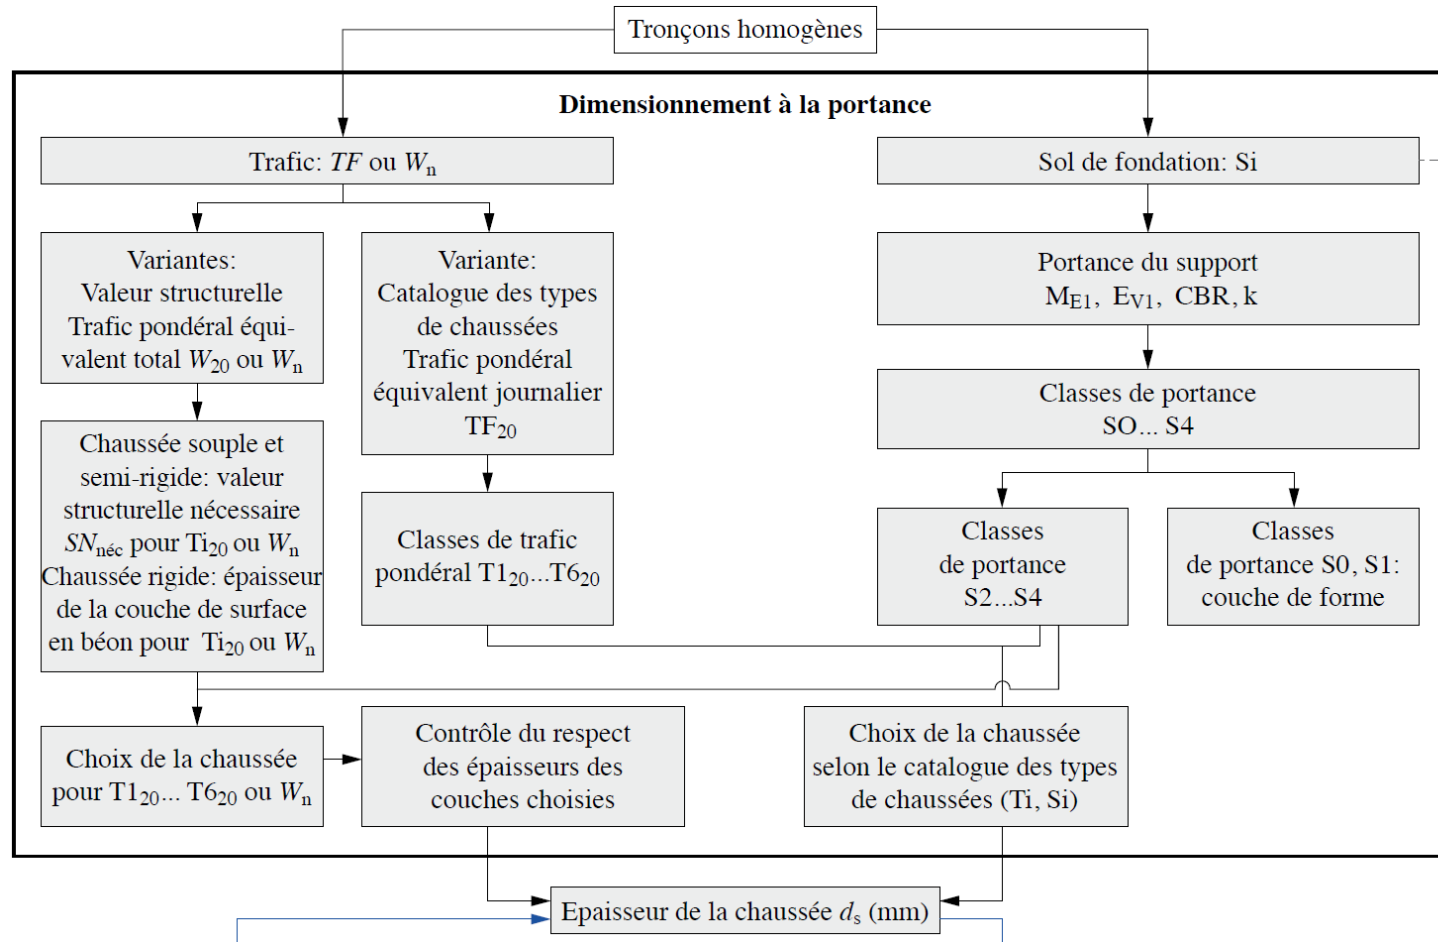 Tronçons homogènes
Dimensionnement à la portance
Trafic: TF ou Wn
Sol de fondation: Si
Variantes:
Valeur structurelle
Trafic pondéral équi-
valent total W20 ou Wn
Variante:
Catalogue des types
de chaussées
Trafic pondéral
équivalent journalier
TF20
Portance du support
ME1, EV1, CBR, k
Classes de portance
SO... S4
Chaussée souple et
semi-rigide: valeur
structurelle nécessaire
SNnéc pour Ti20 ou Wn
Chaussée rigide: épaisseur
de la couche de surface
en béon pour Ti20 ou Wn
Classes de trafic
pondéral T120...T620
Classes
de portance
S2...S4
Classes
de portance S0, S1:
couche de forme
Choix de la chaussée
pour T120... T620 ou Wn
Contrôle du respect
des épaisseurs des
couches choisies
Choix de la chaussée
selon le catalogue des types
de chaussées (Ti, Si)
Epaisseur de la chaussée ds (mm)